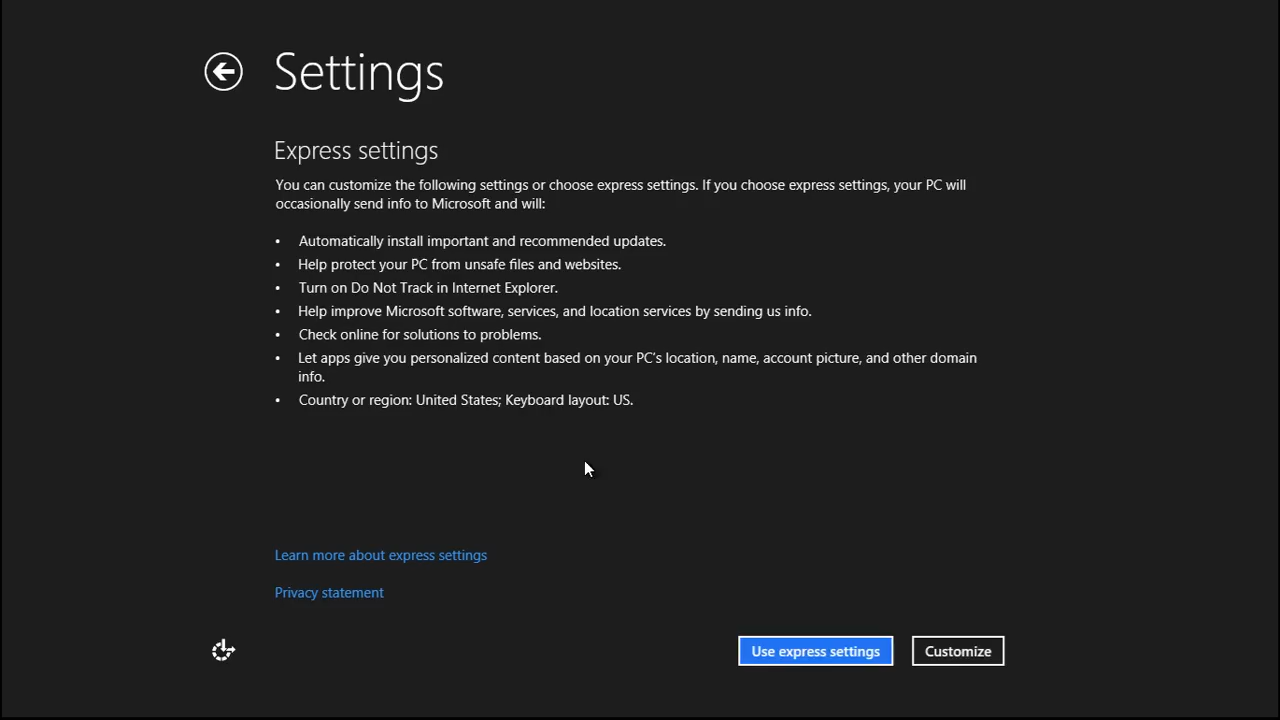 Settings
Express settings
You can customize the following settings or choose express settings. If you choose express settings, your PC will
occasionally send info to Microsoft and will:
• Automatically install important and recommended updates.
• Help protect your PC from unsafe files and websites.
• Turn on Do Not Track in Internet Explorer.
• Help improve Microsoft software, services, and location services by sending us info.
• Check online for solutions to problems.
• Let apps give you personalized content based on your PC's location, name, account picture, and other domain
info.
• Country or region: United States; Keyboard layout: US.
Learn more about express settings
Privacy statement
Use express settings
Customize